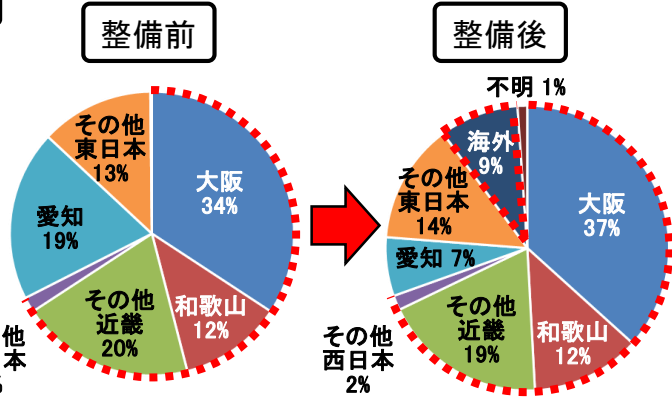 整備前
整備後
その他
東日本
13%
大阪
34%
愛知
19%
その他
近畿
20%
和歌山
12%
他
本
%
不明 1%
海外
9%
その他
東日本
14%
大阪
37%
愛知 7%
その他
近畿
19%
和歌山
12%
その他
西日本
2%